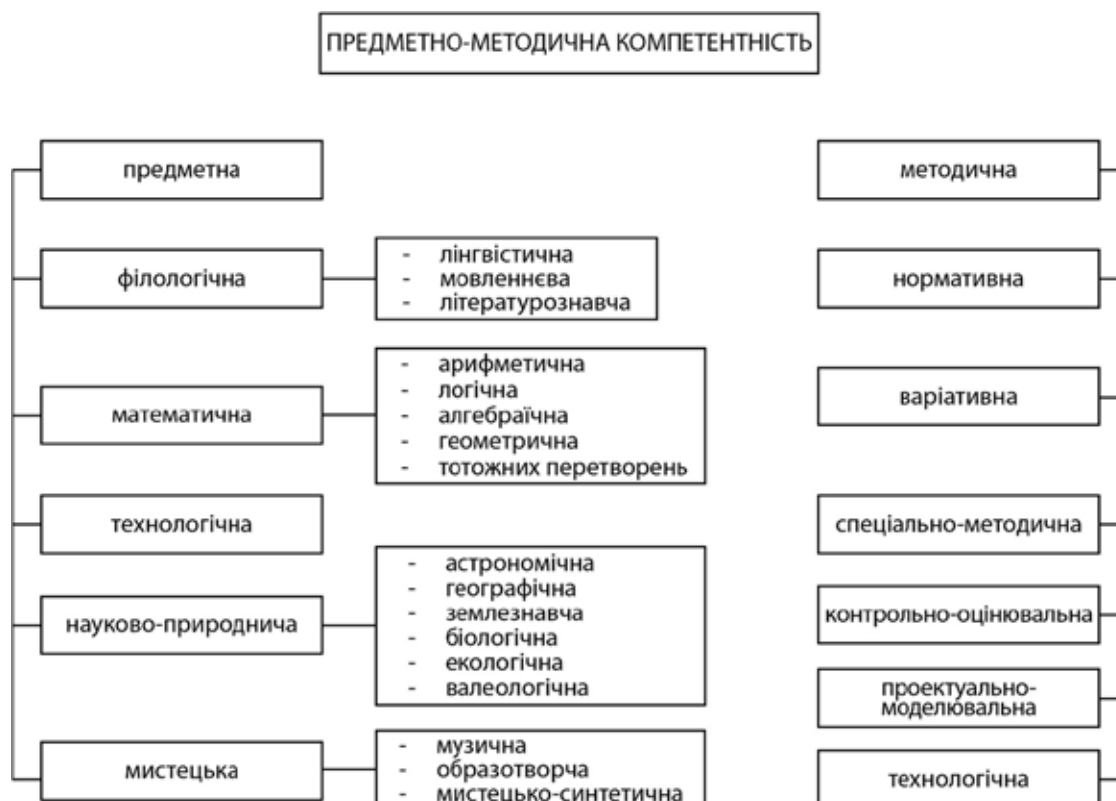 ПРЕДМЕТНО-МЕТОДИЧНА КОМПЕТЕНТНІСТЬ
предметна
філологічна
- лінгвістична
- мовленнєва
- літературознавча
математична
- арифметична
- логічна
- алгебраїчна
- геометрична
- тотожних перетворень
технологічна
науково-природнича
- астрономічна
- географічна
- землезнавча
- біологічна
- екологічна
- валеологічна
мистецька
- музична
- образотворча
- мистецько-синтетична
методична
нормативна
варіативна
спеціально-методична
контрольно-оцінювальна
проектуально-
моделювальна
технологічна